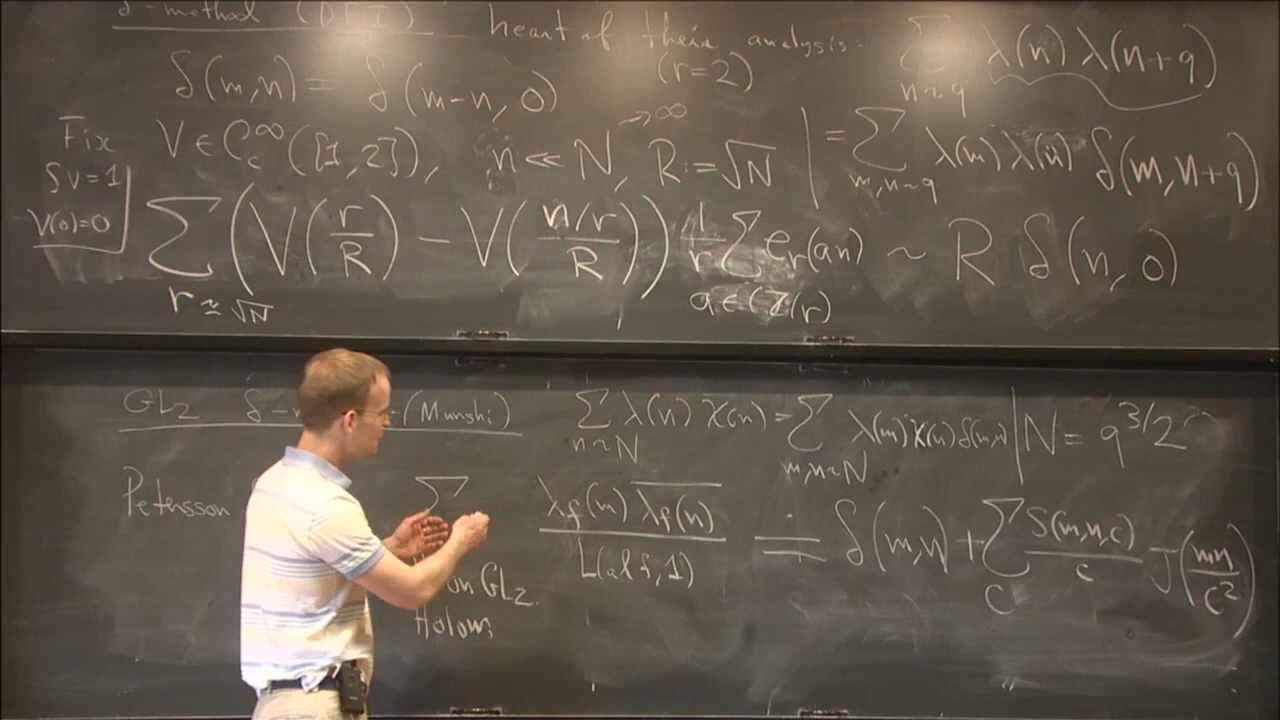 δ-method (DFI) heart of their analysis: ∑_{n∼q} λ(n) λ(n+q)
(r=2)
δ(m,n) = δ(m-n, 0)
= ∑_{m,n∼q} λ(m) λ(n) δ(m, n+q)
Fix V ∈ C_c^∞([1,2]), n ≪ N, R := √N → ∞
∫V=1
V(0)=0
∑_{r≃√N} (V(r/R) − V((n/r)/R)) 1/r ∑_{a∈(Z/r)} e_r(an) ∼ R δ(n,0)
GL2 δ- (Munshi) ∑_{n∼N} λ(n) χ(n) = ∑_{m,n∼N} λ(m) χ(n) δ(m,n) | N = q^{3/2}
Petersson ∑ λ_f(m) \overline{λ_f(n)} / L(ad f, 1) ≐ δ(m,n) + ∑_c S(m,n,c)/c J(mn/c²)
on GL2
Holom.